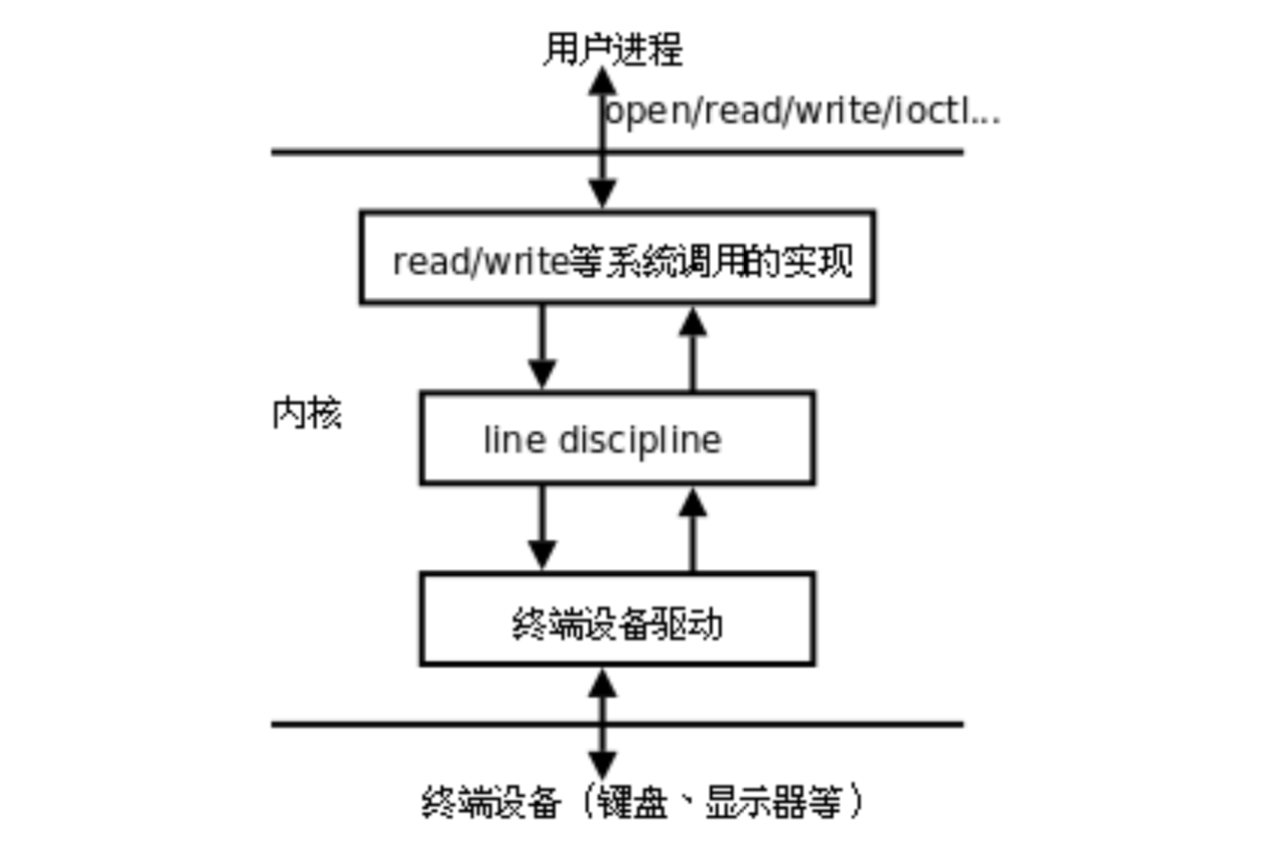 用户进程
open/read/write/ioctl...
read/write等系统调用的实现
内核
line discipline
终端设备驱动
终端设备（键盘、显示器等）